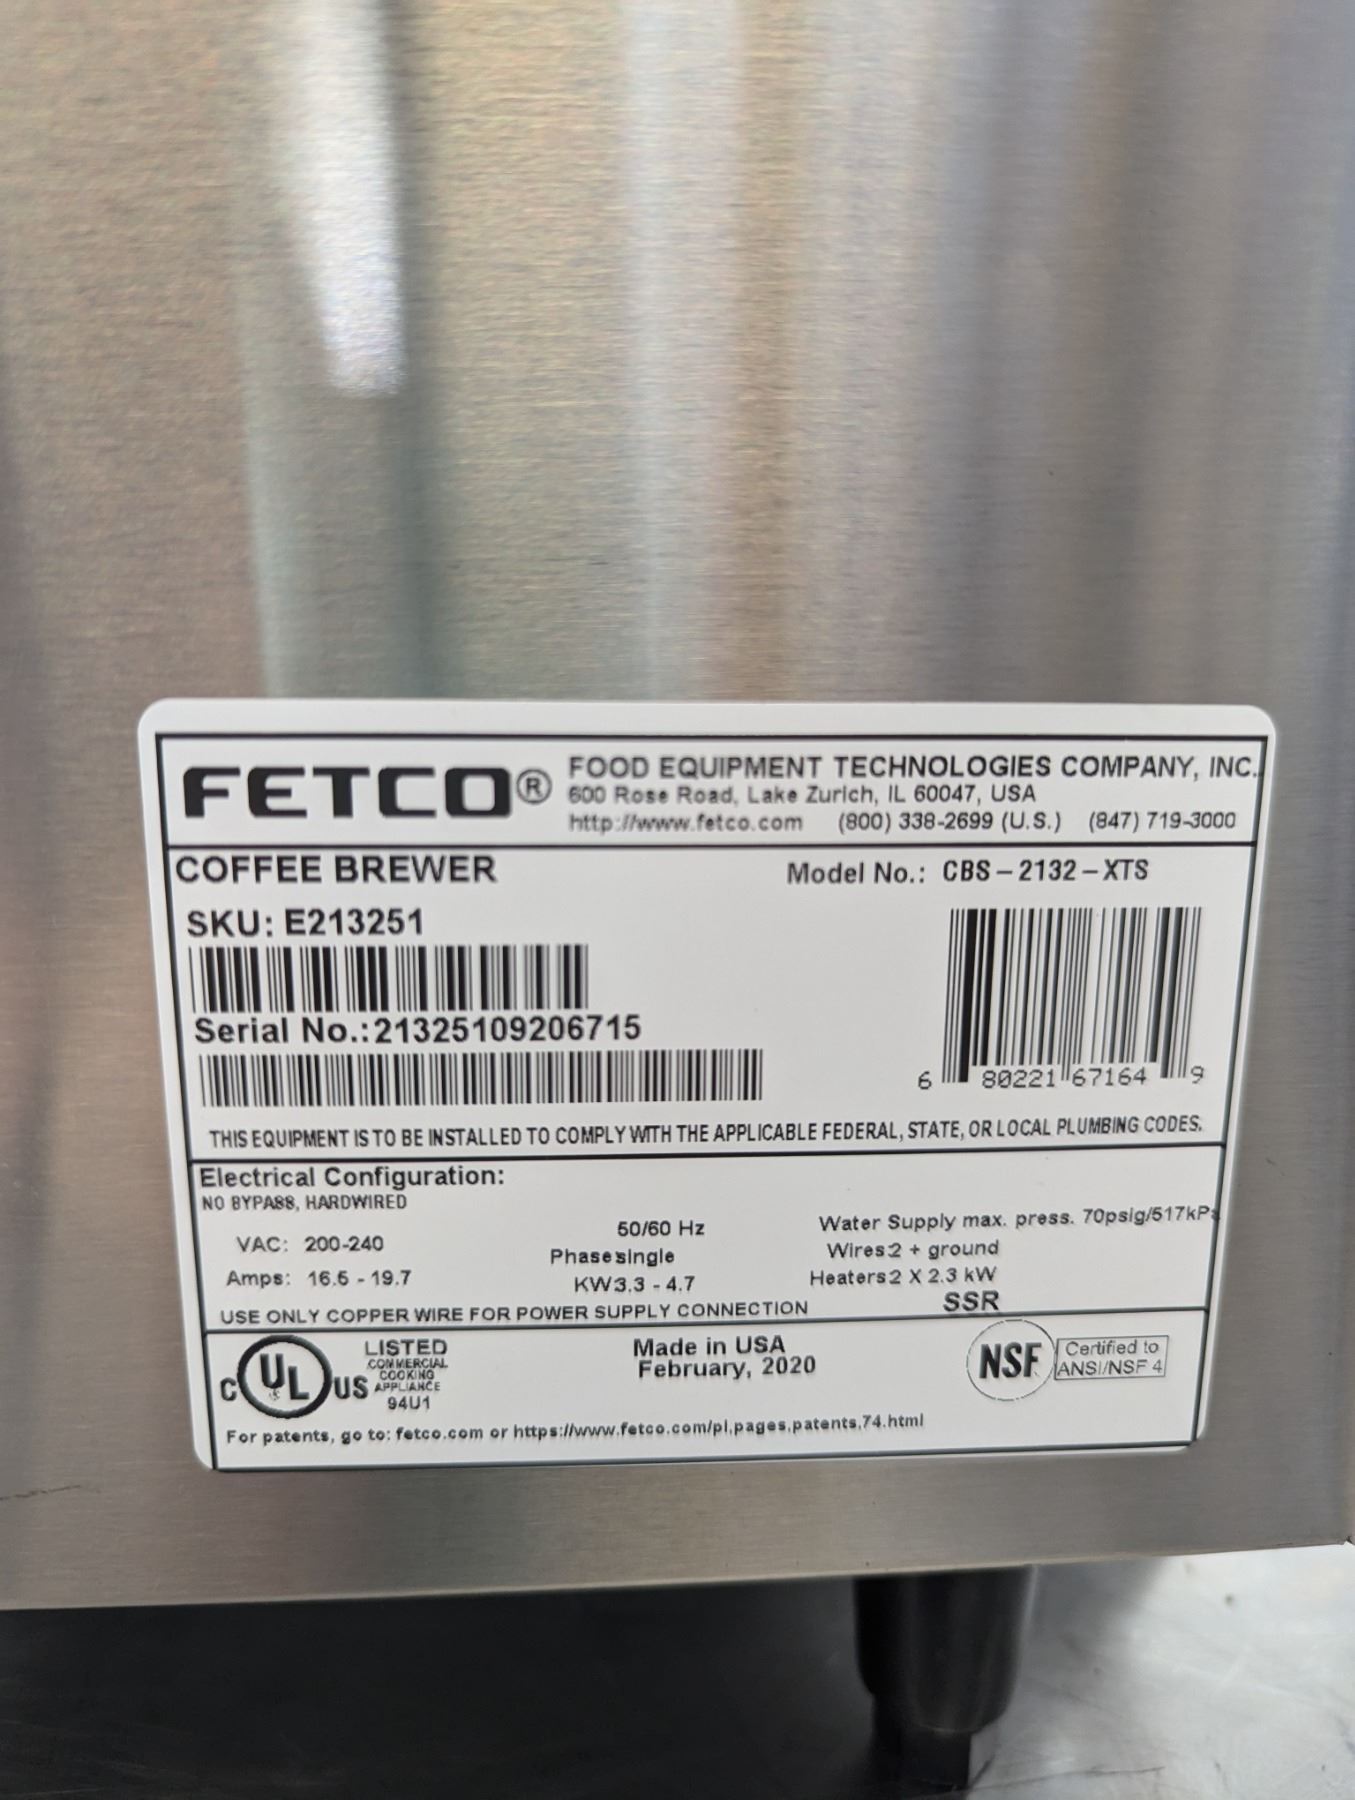 FETCO®
FOOD EQUIPMENT TECHNOLOGIES COMPANY, INC.
600 Rose Road, Lake Zurich, IL 60047, USA
http://www.fetco.com (800) 338-2699 (U.S.) (847) 719-3000
COFFEE BREWER
Model No.: CBS-2132-XTS
SKU: E213251
Serial No.:21325109206715
6 80221 67164 9
THIS EQUIPMENT IS TO BE INSTALLED TO COMPLY WITH THE APPLICABLE FEDERAL, STATE, OR LOCAL PLUMBING CODES.
Electrical Configuration:
NO BYPASS, HARDWIRED
50/60 Hz
Water Supply max. press. 70psig/517kPa
VAC: 200-240
Phase:single
Wires:2 + ground
Amps: 16.5 - 19.7
KW3.3 - 4.7
Heaters2 X 2.3 kW
USE ONLY COPPER WIRE FOR POWER SUPPLY CONNECTION
SSR
C UL US
LISTED
COMMERCIAL
COOKING
APPLIANCE
94U1
Made in USA
February, 2020
NSF
Certified to
ANSI/NSF 4
For patents, go to: fetco.com or https://www.fetco.com/pl,pages,patents,74.html